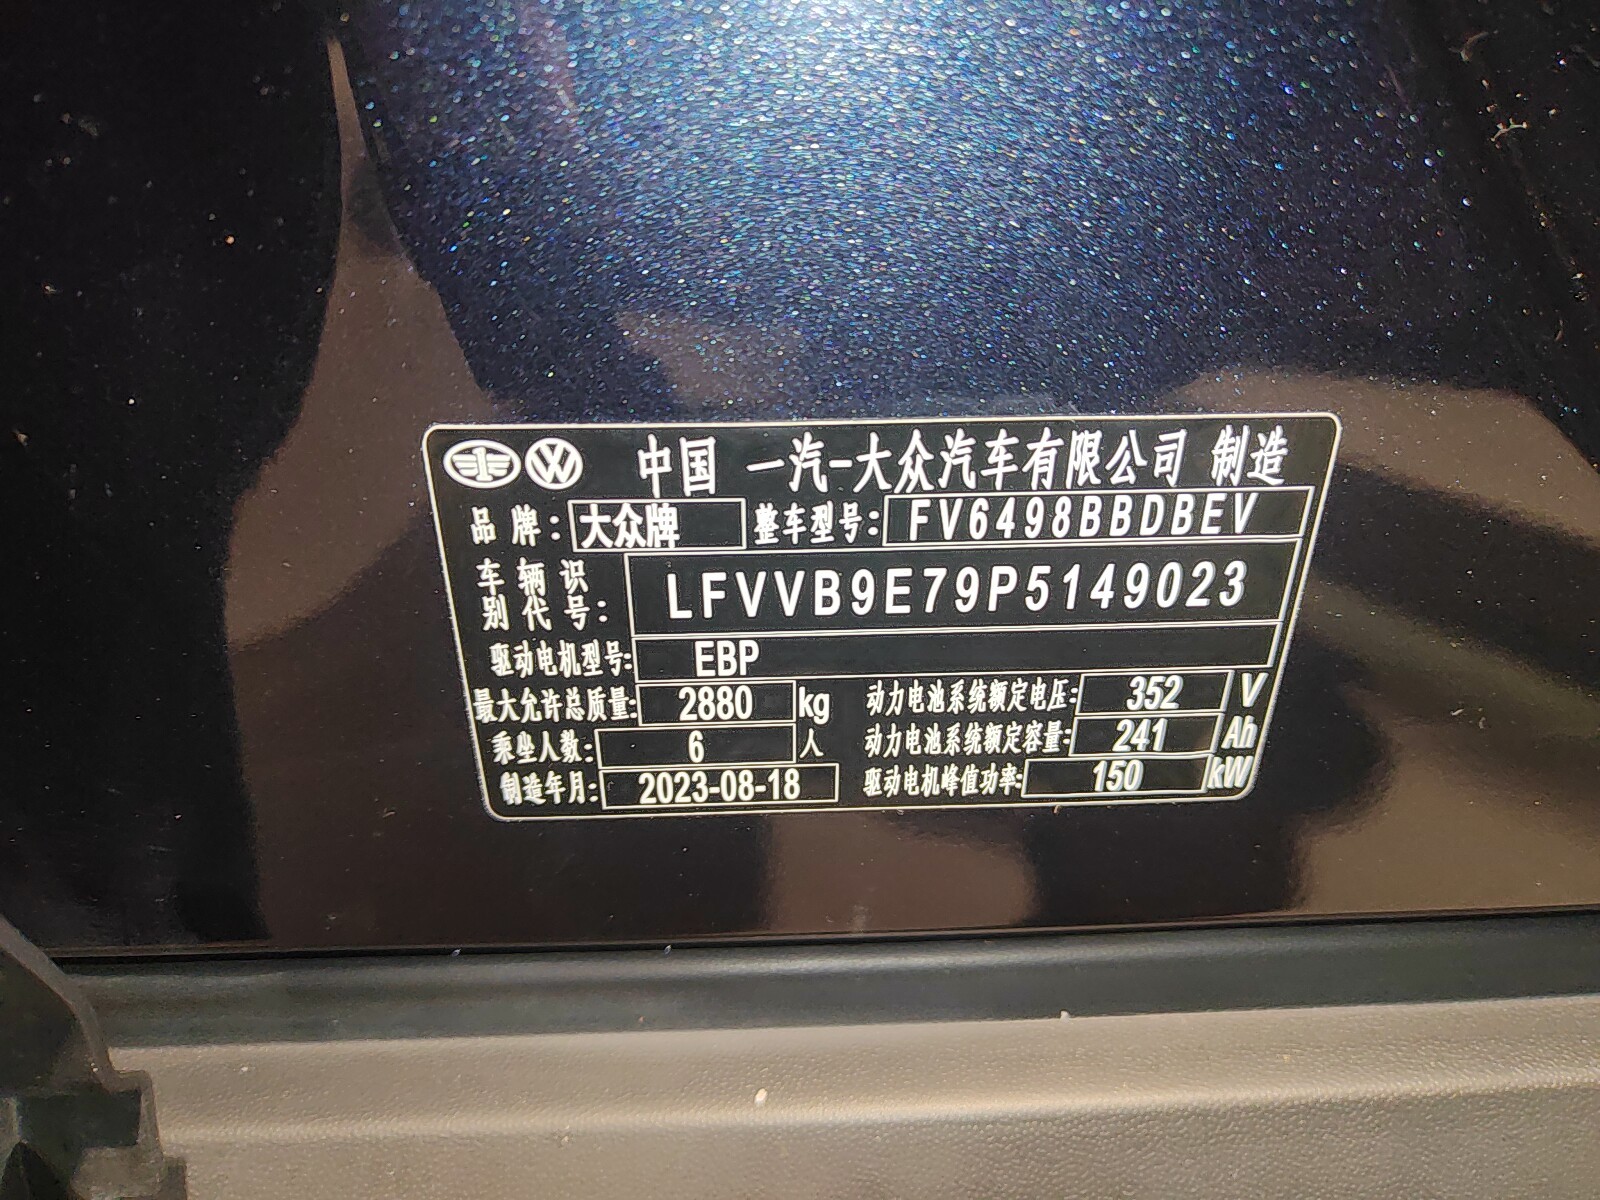 中国 一汽-大众汽车有限公司 制造
品牌: 大众牌 整车型号: FV6498BBDBEV
车辆识别代号: LFVVB9E79P5149023
驱动电机型号: EBP
最大允许总质量: 2880 kg 动力电池系统额定电压: 352 V
乘坐人数: 6 人 动力电池系统额定容量: 241 Ah
制造年月: 2023-08-18 驱动电机峰值功率: 150 kW